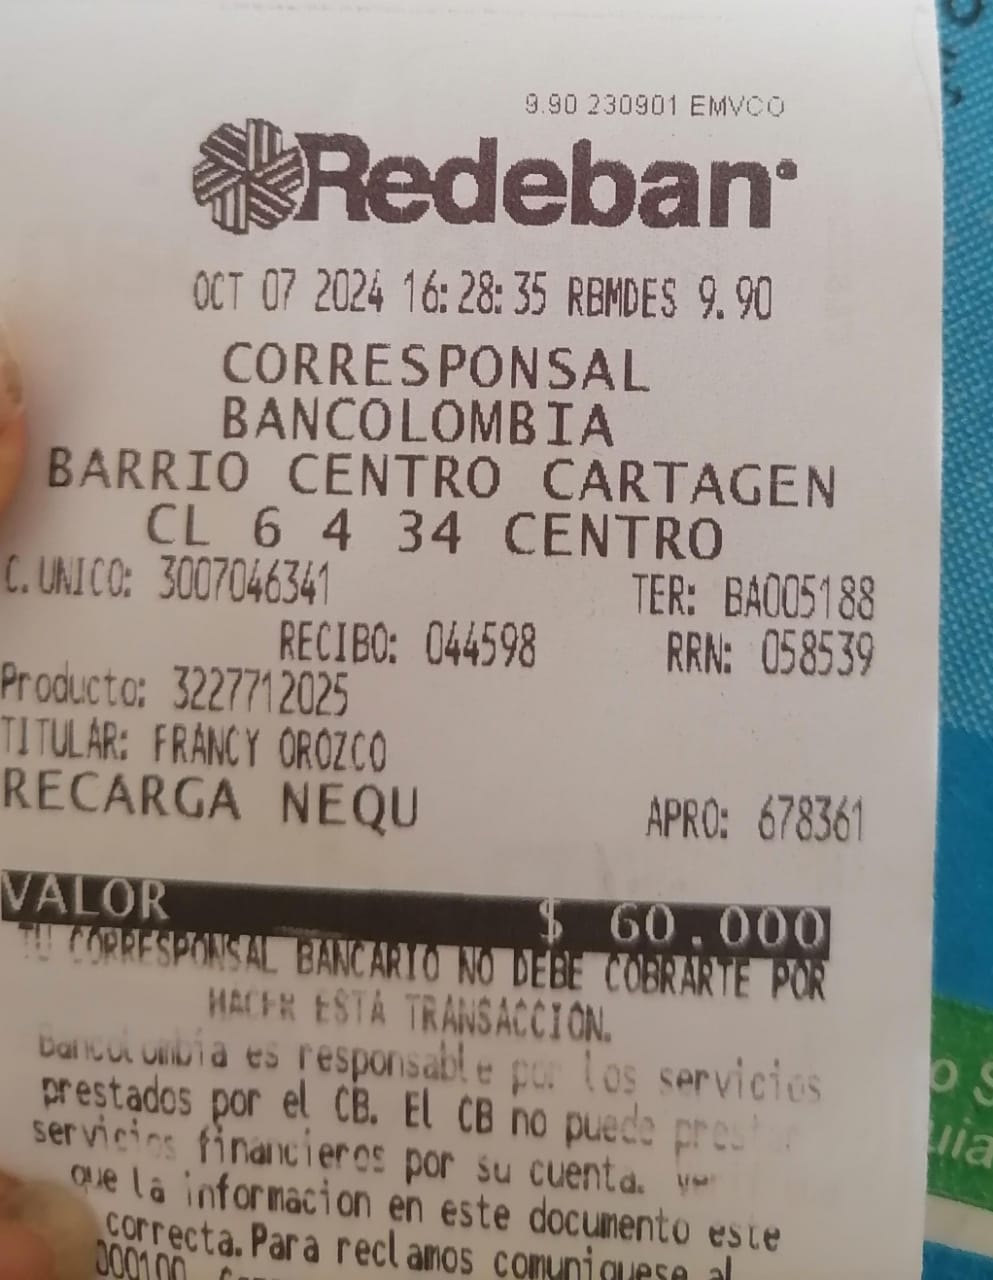 9.90 230901 EMVCO
Redeban
OCT 07 2024 16:28:35 RBMDES 9.90
CORRESPONSAL
BANCOLOMBIA
BARRIO CENTRO CARTAGEN
CL 6 4 34 CENTRO
C.UNICO: 3007046341 TER: BA005188
RECIBO: 044598 RRN: 058539
Producto: 3227712025
TITULAR: FRANCY OROZCO
RECARGA NEQU APRO: 678361
VALOR $ 60.000
TU CORRESPONSAL BANCARIO NO DEBE COBRARTE POR
HACER ESTA TRANSACCION.
Bancolombia es responsable por los servicios
prestados por el CB. El CB no puede
servicios financieros por su cuenta.
que la informacion en este documento este
correcta. Para reclamos comuniquese al